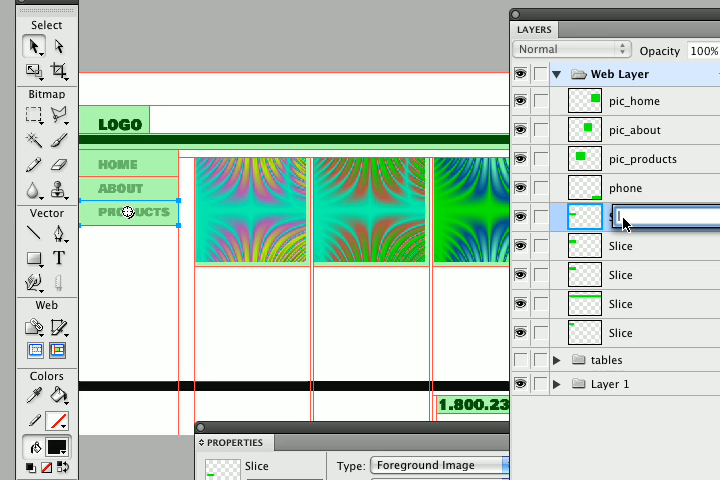 Select
Bitmap
Vector
T
Web
Colors
LOGO
HOME
ABOUT
PRODUCTS
1.800.23
PROPERTIES
Slice
Type:
Foreground Image
LAYERS
Normal
Opacity
100%
Web Layer
pic_home
pic_about
pic_products
phone
Slice
Slice
Slice
Slice
tables
Layer 1